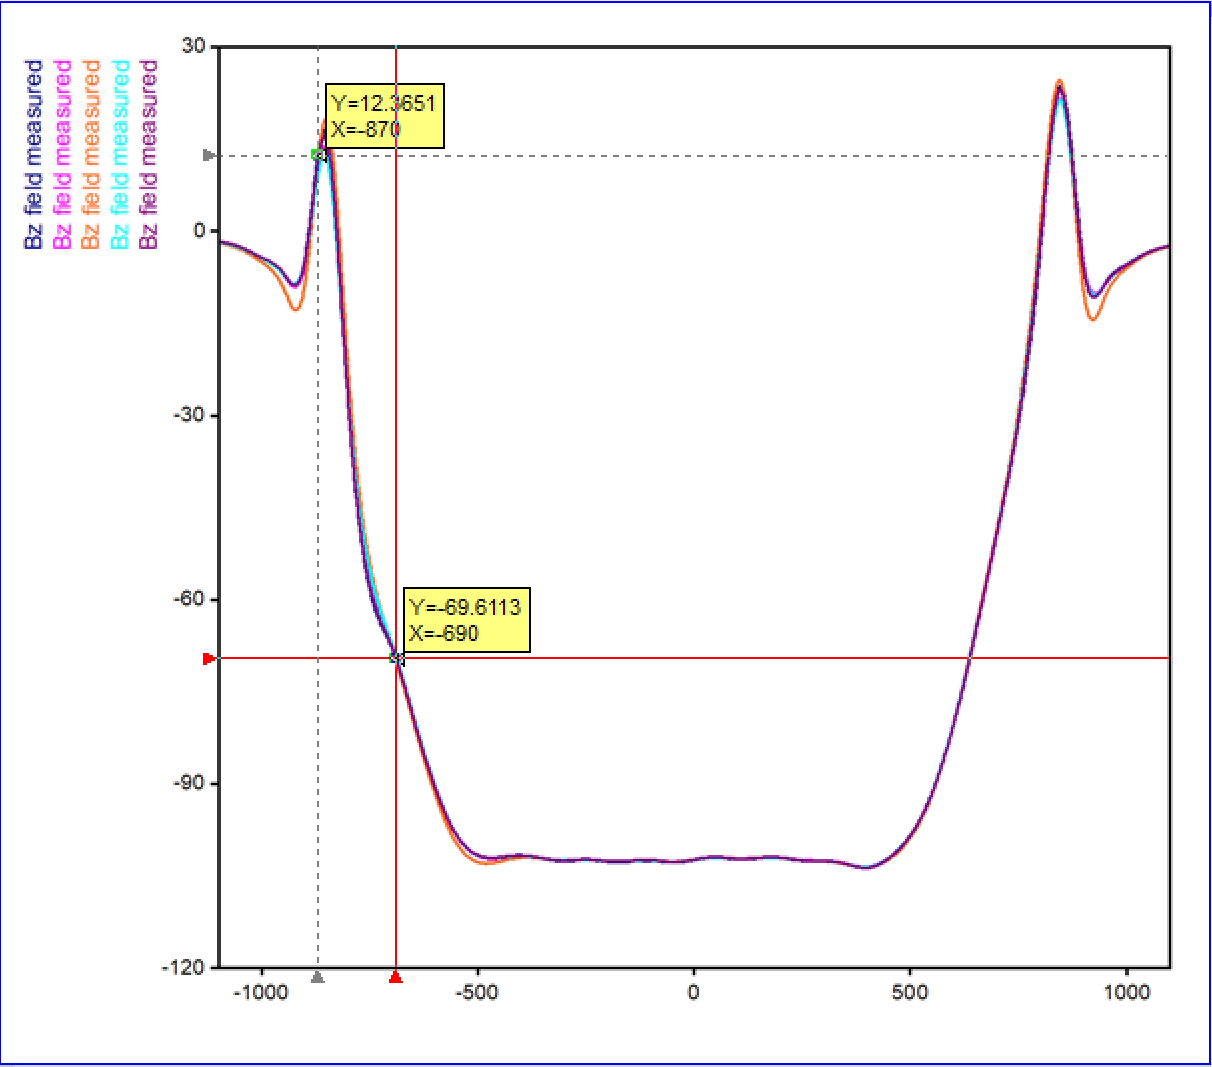 Bz field measured
Bz field measured
Bz field measured
Bz field measured
Bz field measured
30
0
-30
-60
-90
-120
Y=12.3651
X=-870
Y=-69.6113
X=-690
-1000
-500
0
500
1000